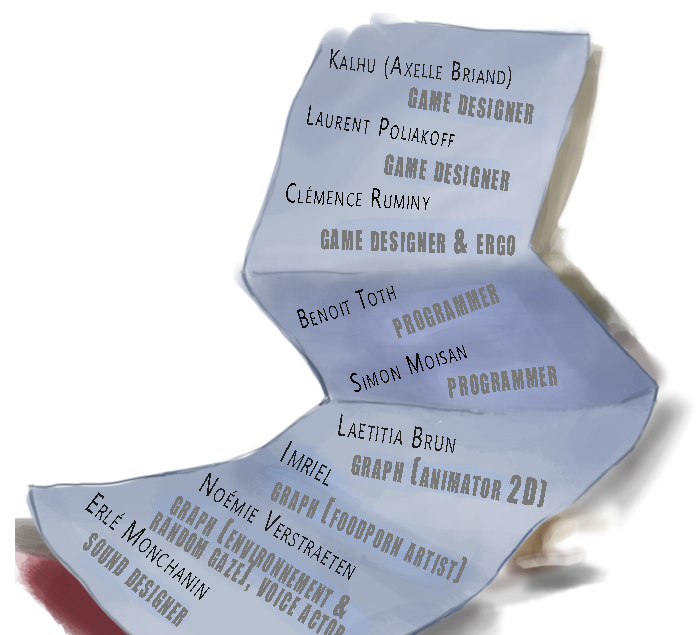 Kalhu (Axelle Briand)
GAME DESIGNER
Laurent Poliakoff
GAME DESIGNER
Clémence Ruminy
GAME DESIGNER & ERGO
Benoit Toth
PROGRAMMER
Simon Moisan
PROGRAMMER
Laetitia Brun
GRAPH (ANIMATOR 2D)
Imriel
GRAPH (FOODPORN ARTIST)
Noémie Verstraeten
GRAPH (ENVIRONNEMENT &
RANDOM GAZE), VOICE ACTOR
Erlé Monchanin
SOUND DESIGNER